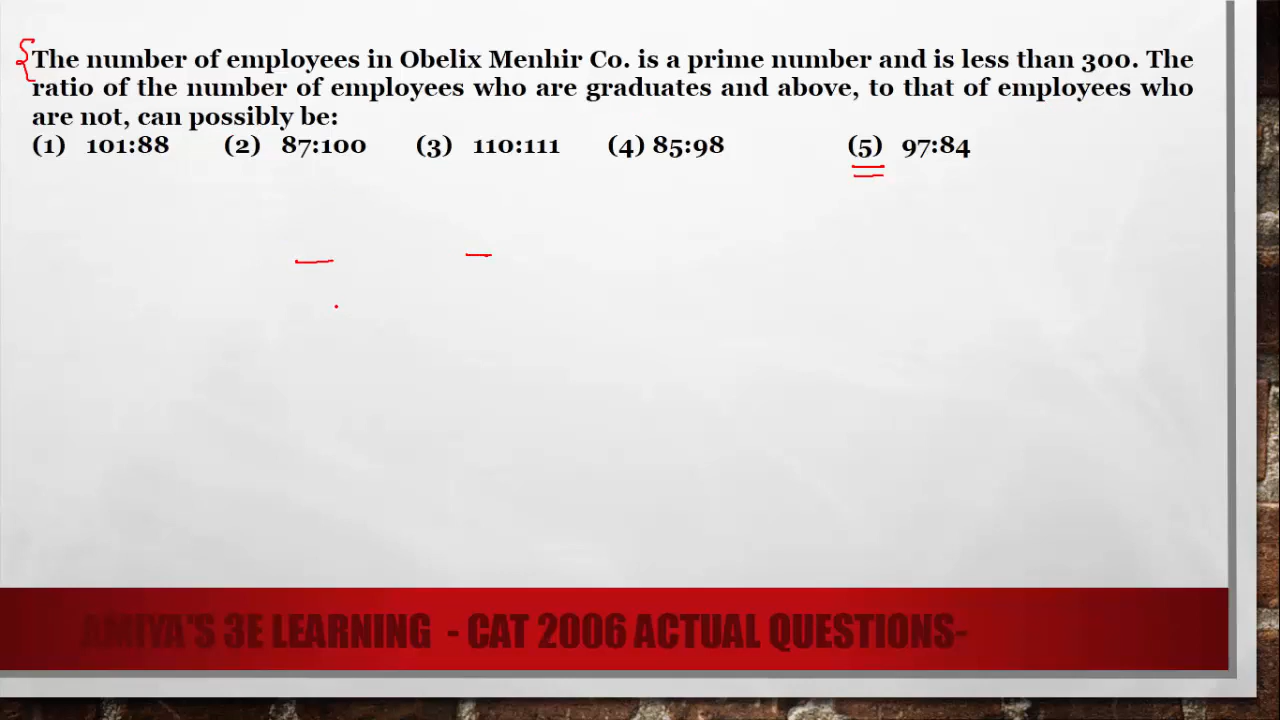 The number of employees in Obelix Menhir Co. is a prime number and is less than 300. The
ratio of the number of employees who are graduates and above, to that of employees who
are not, can possibly be:
(1) 101:88 (2) 87:100 (3) 110:111 (4) 85:98 (5) 97:84
AMIYA'S 3E LEARNING - CAT 2006 ACTUAL QUESTIONS-